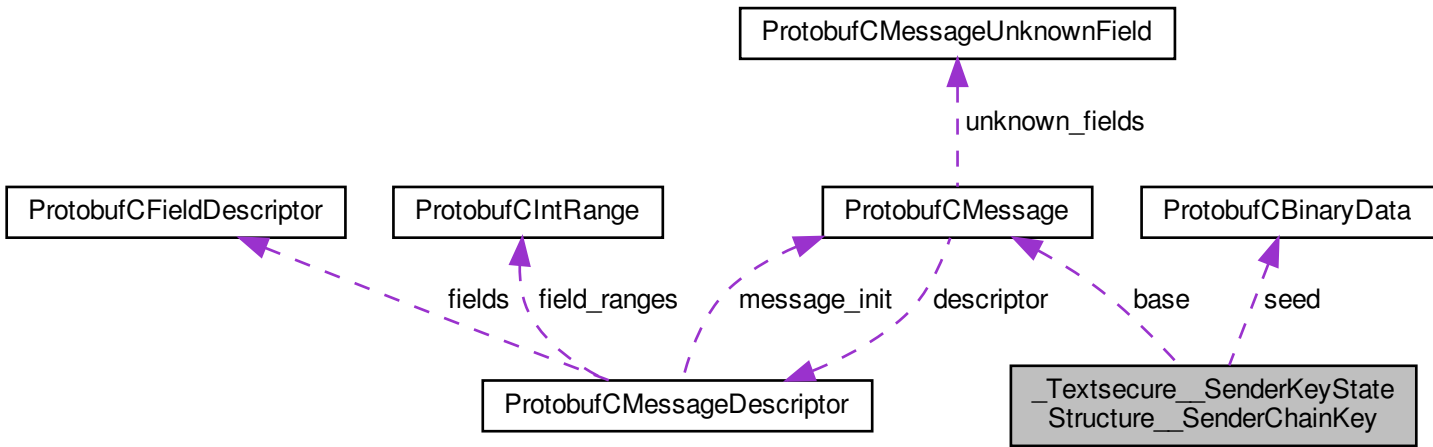 ProtobufCMessageUnknownField
unknown_fields
ProtobufCFieldDescriptor
ProtobufCIntRange
ProtobufCMessage
ProtobufCBinaryData
fields
field_ranges
message_init
descriptor
base
seed
ProtobufCMessageDescriptor
_Textsecure__SenderKeyState
Structure__SenderChainKey